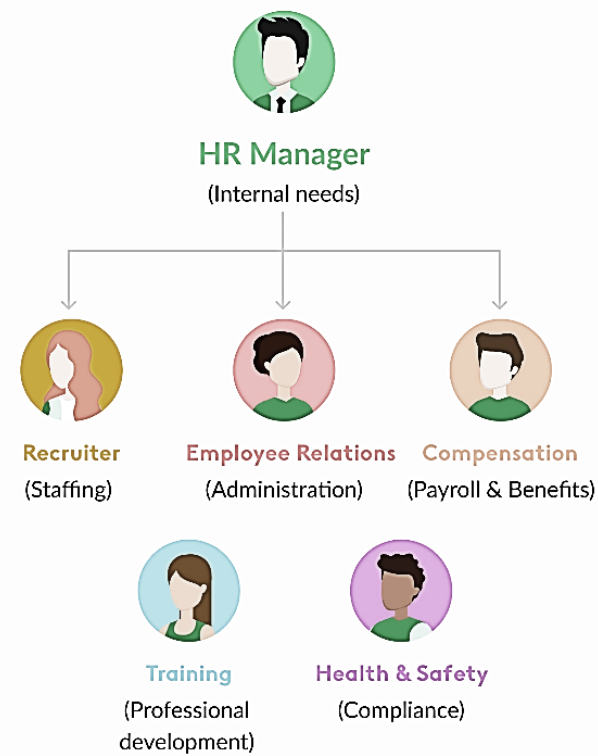 HR Manager
(Internal needs)
Recruiter
(Staffing)
Employee Relations
(Administration)
Compensation
(Payroll & Benefits)
Training
(Professional
development)
Health & Safety
(Compliance)